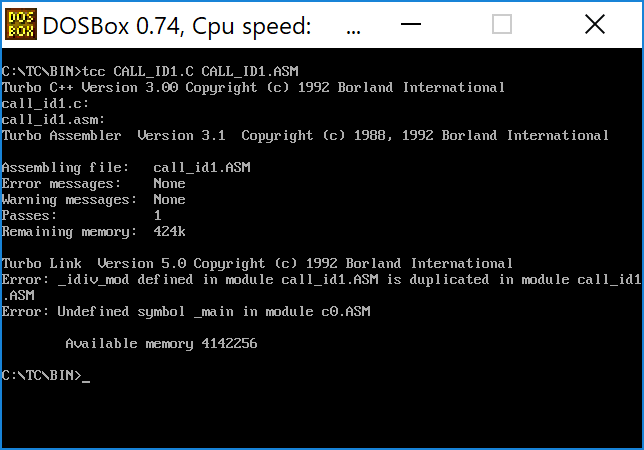 DOS
BOX
DOSBox 0.74, Cpu speed: ...
C:\TC\BIN>tcc CALL_ID1.C CALL_ID1.ASM
Turbo C++ Version 3.00 Copyright (c) 1992 Borland International
call_id1.c:
call_id1.asm:
Turbo Assembler  Version 3.1  Copyright (c) 1988, 1992 Borland International
Assembling file:   call_id1.ASM
Error messages:    None
Warning messages:  None
Passes:            1
Remaining memory:  424k
Turbo Link  Version 5.0 Copyright (c) 1992 Borland International
Error: _idiv_mod defined in module call_id1.ASM is duplicated in module call_id1
.ASM
Error: Undefined symbol _main in module c0.ASM
        Available memory 4142256
C:\TC\BIN>_